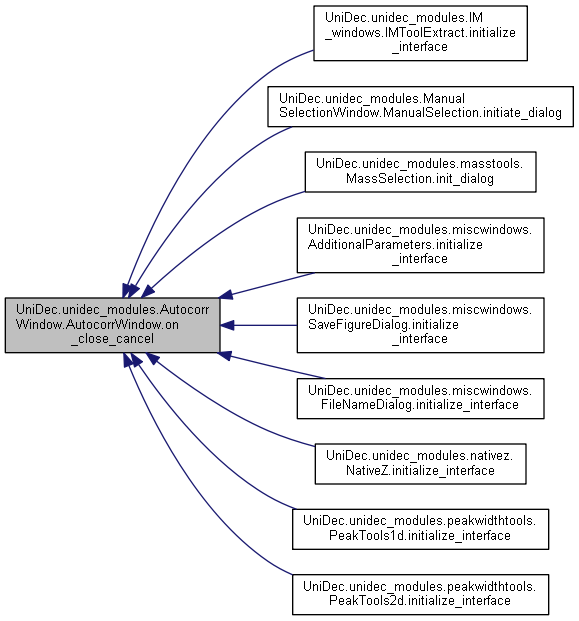 UniDec.unidec_modules.IM
_windows.IMToolExtract.initialize
_interface
UniDec.unidec_modules.Manual
SelectionWindow.ManualSelection.initiate_dialog
UniDec.unidec_modules.masstools.
MassSelection.init_dialog
UniDec.unidec_modules.miscwindows.
AdditionalParameters.initialize
_interface
UniDec.unidec_modules.Autocorr
Window.AutocorrWindow.on
_close_cancel
UniDec.unidec_modules.miscwindows.
SaveFigureDialog.initialize
_interface
UniDec.unidec_modules.miscwindows.
FileNameDialog.initialize_interface
UniDec.unidec_modules.nativez.
NativeZ.initialize_interface
UniDec.unidec_modules.peakwidthtools.
PeakTools1d.initialize_interface
UniDec.unidec_modules.peakwidthtools.
PeakTools2d.initialize_interface